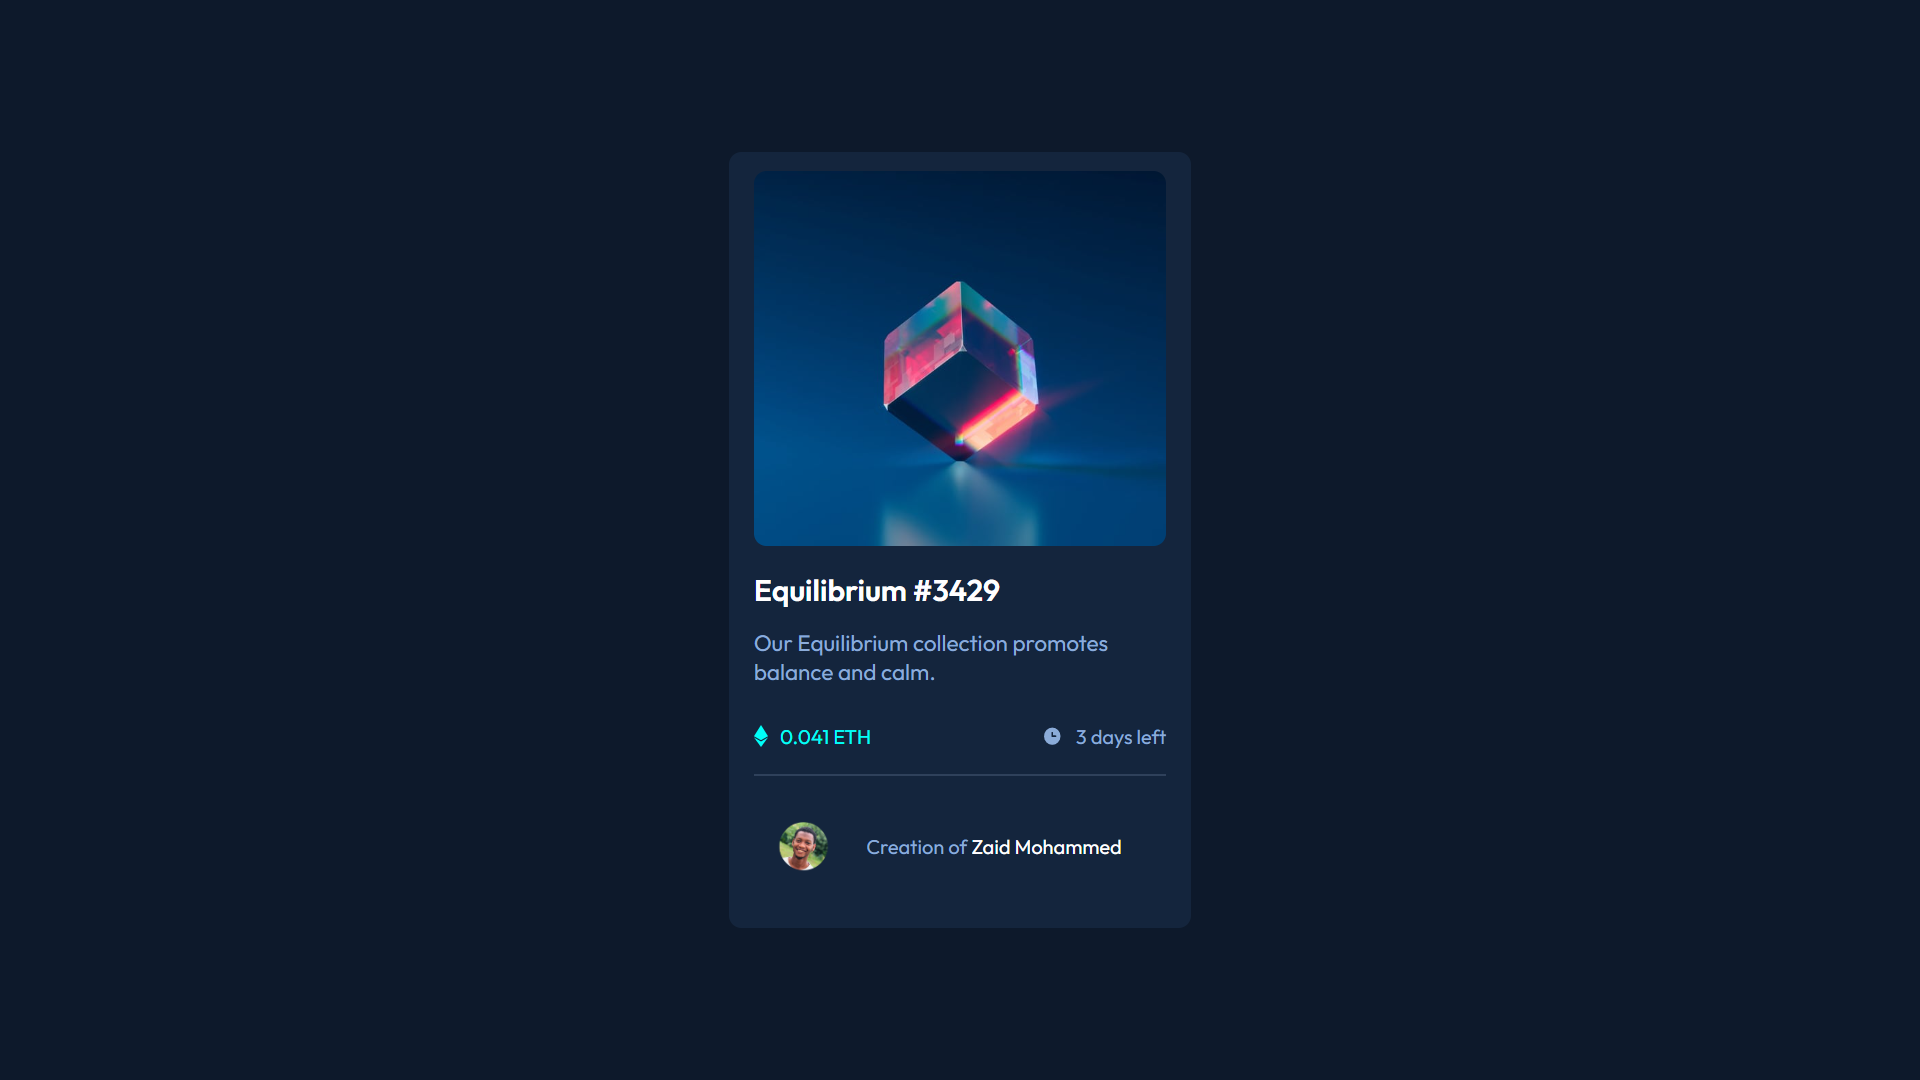 Equilibrium #3429
Our Equilibrium collection promotes
balance and calm.
0.041 ETH
3 days left
Creation of Zaid Mohammed